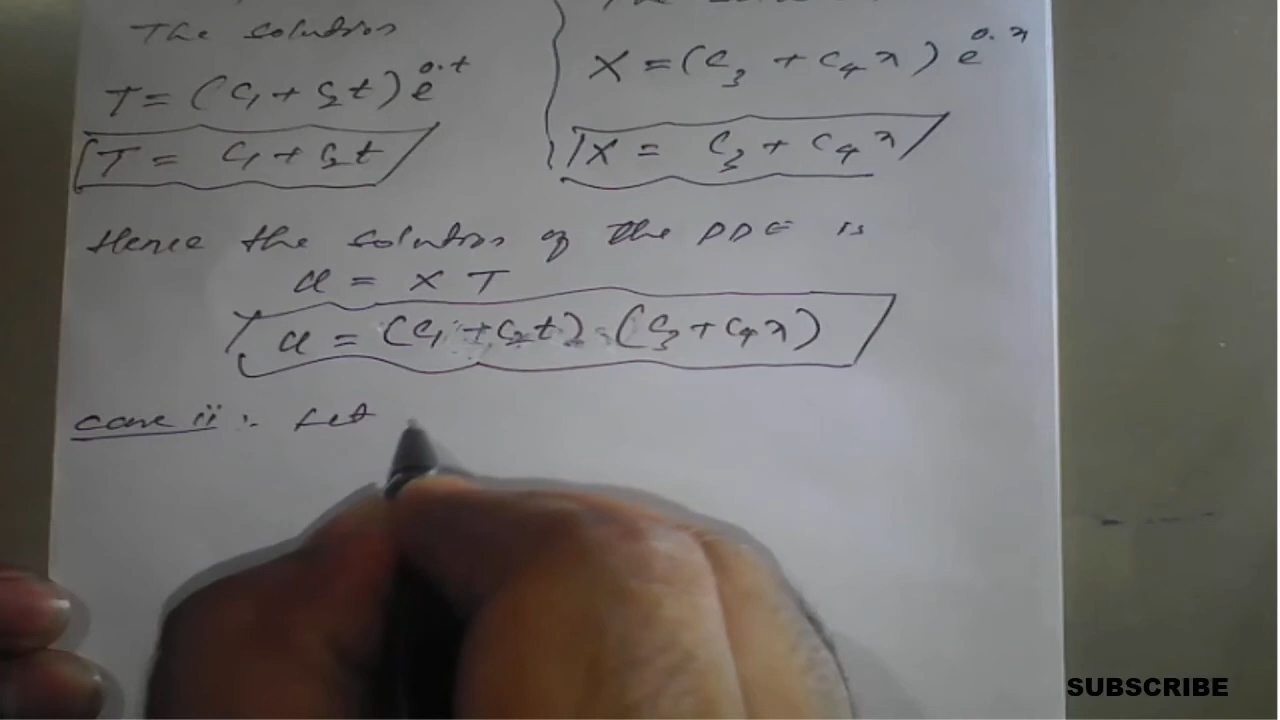 The solution
T = (C₁ + C₂t) e^{0.t}
T = C₁ + C₂t
X = (C₃ + C₄x) e^{0.x}
X = C₃ + C₄x
Hence the solution of the PDE is
u = X T
u = (C₁ + C₂t) . (C₃ + C₄x)
Case ii :- Let
SUBSCRIBE